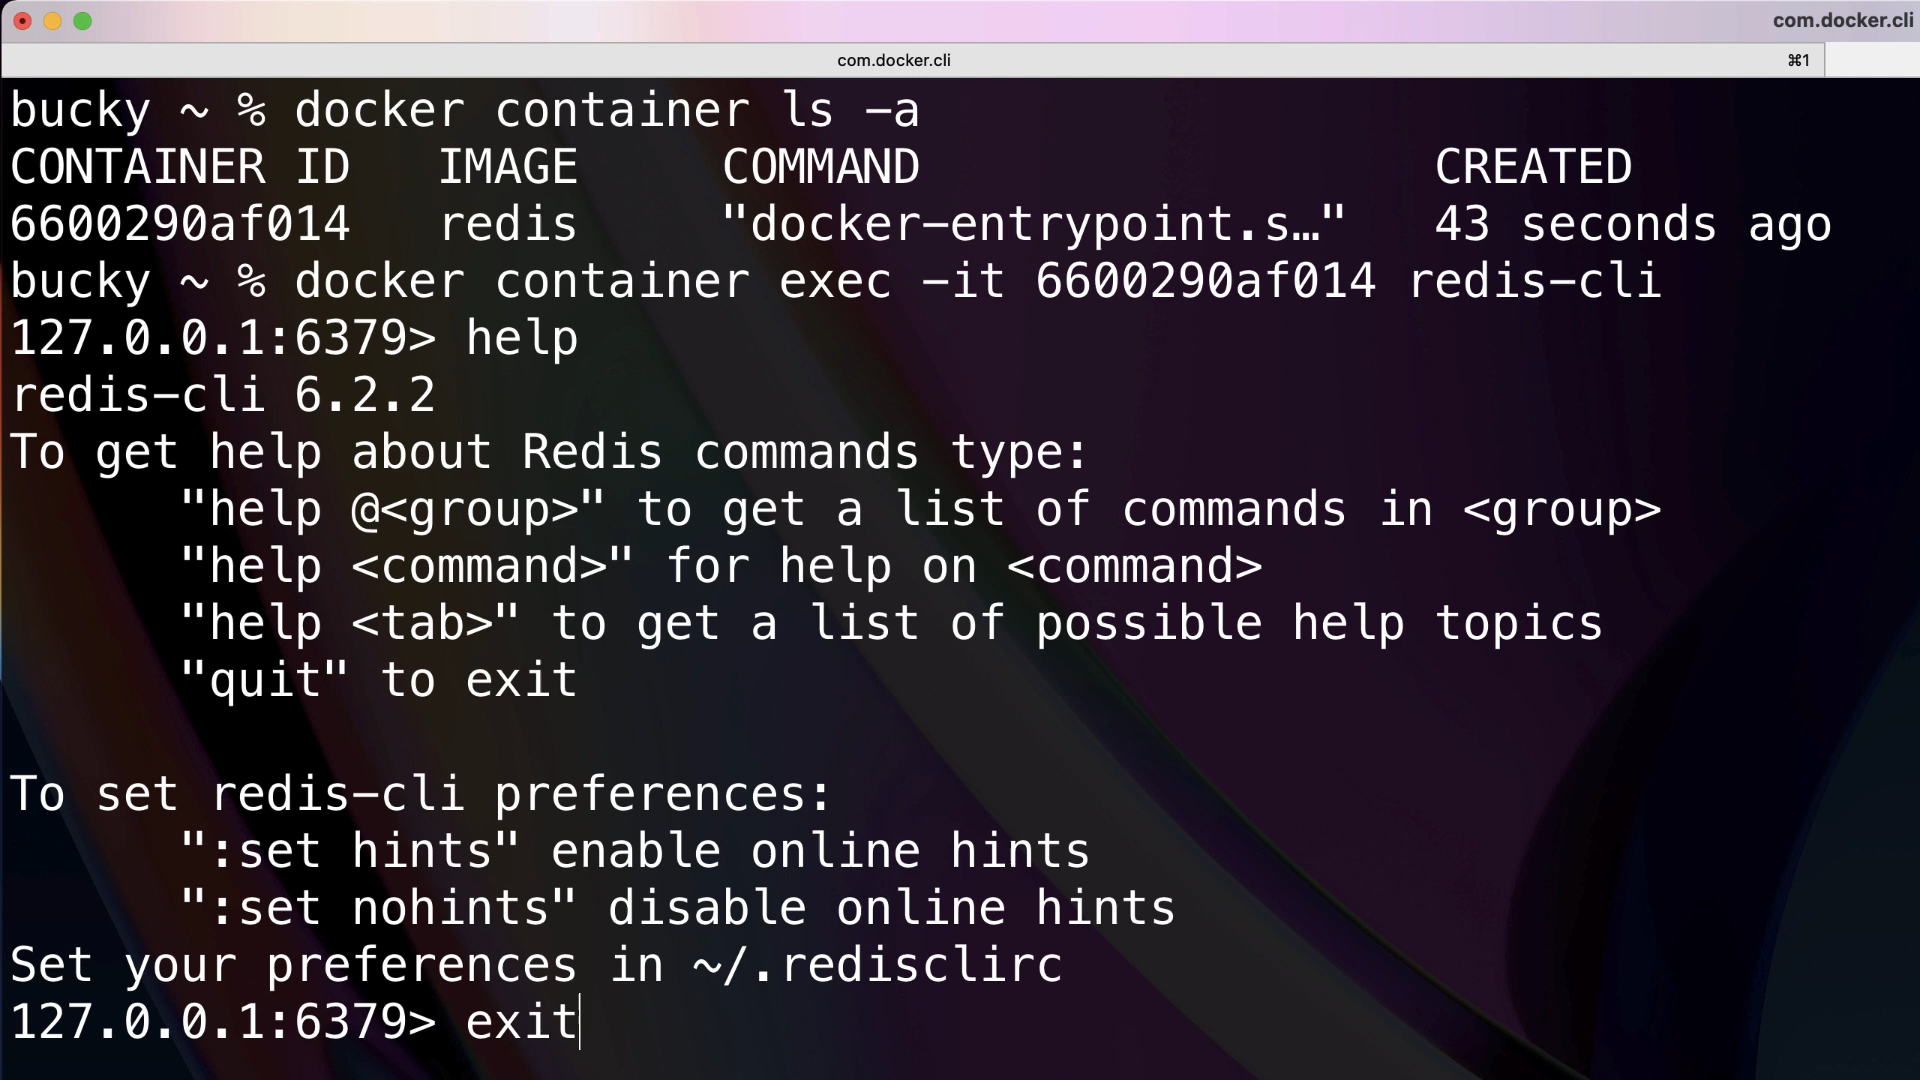 com.docker.cli
com.docker.cli ⌘1
bucky ~ % docker container ls -a
CONTAINER ID   IMAGE     COMMAND                  CREATED
6600290af014   redis     "docker-entrypoint.s…"   43 seconds ago
bucky ~ % docker container exec -it 6600290af014 redis-cli
127.0.0.1:6379> help
redis-cli 6.2.2
To get help about Redis commands type:
      "help @<group>" to get a list of commands in <group>
      "help <command>" for help on <command>
      "help <tab>" to get a list of possible help topics
      "quit" to exit

To set redis-cli preferences:
      ":set hints" enable online hints
      ":set nohints" disable online hints
Set your preferences in ~/.redisclirc
127.0.0.1:6379> exit